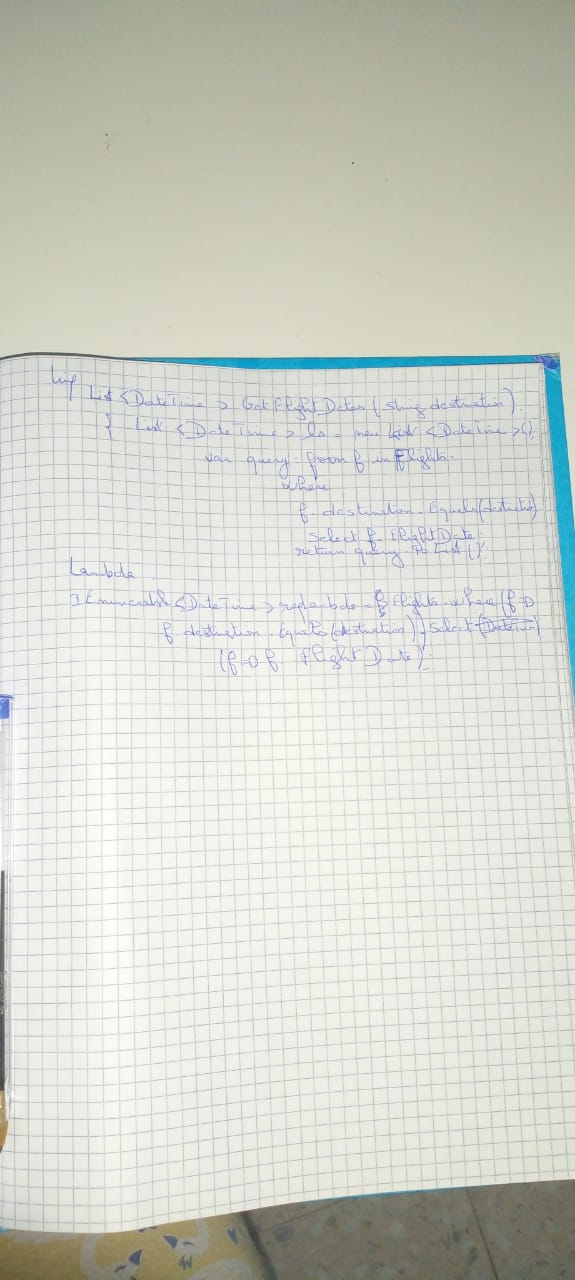 Linq
List <DateTime> GetFlightDates (string destination)
{ List <DateTime> ls = new List <DateTime>();
var query = from f in Flights
where
f. destination. Equals(destination)
select f. FlightDate
return query. ToList();
Lambda
IEnumerable <DateTime> reqlambda = Flights.where (f=>
f destination. Equals(destination)). Select
(f=> f. FlightDate);